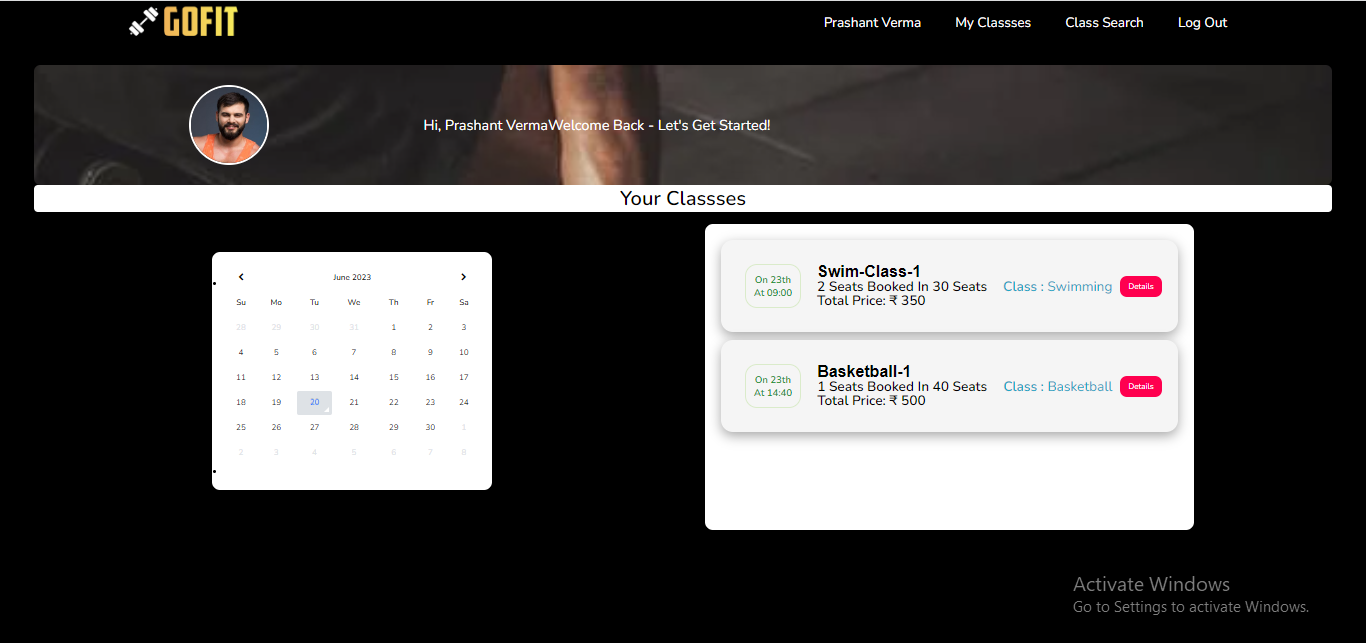 GOFIT
Prashant Verma
My Classses
Class Search
Log Out
Hi, Prashant VermaWelcome Back - Let's Get Started!
Your Classses
June 2023
Su Mo Tu We Th Fr Sa
28 29 30 31 1 2 3
4 5 6 7 8 9 10
11 12 13 14 15 16 17
18 19 20 21 22 23 24
25 26 27 28 29 30 1
2 3 4 5 6 7 8
On 23th
At 09:00
Swim-Class-1
2 Seats Booked In 30 Seats
Total Price: ₹ 350
Class : Swimming
Details
On 23th
At 14:40
Basketball-1
1 Seats Booked In 40 Seats
Total Price: ₹ 500
Class : Basketball
Details
Activate Windows
Go to Settings to activate Windows.